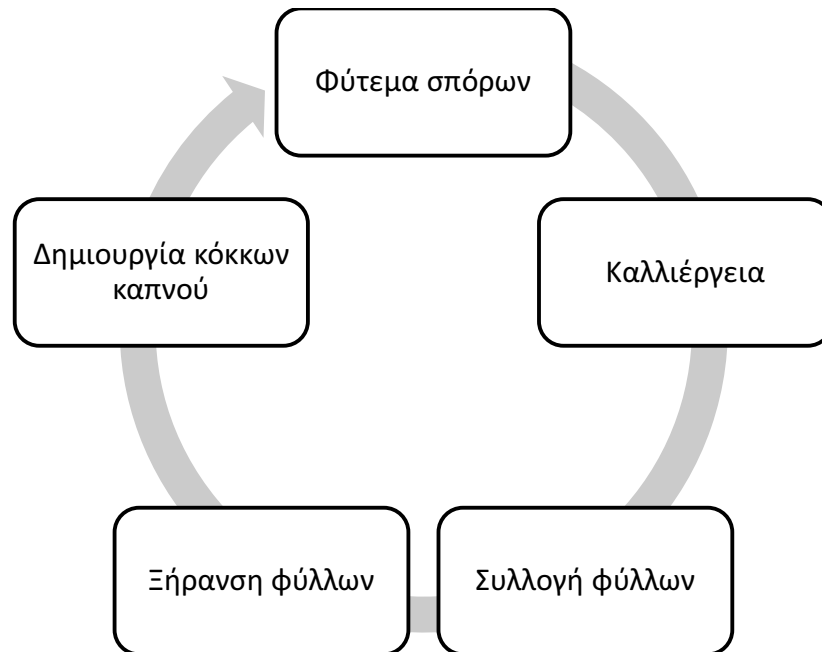 Φύτεμα σπόρων
Καλλιέργεια
Συλλογή φύλλων
Ξήρανση φύλλων
Δημιουργία κόκκων
καπνού